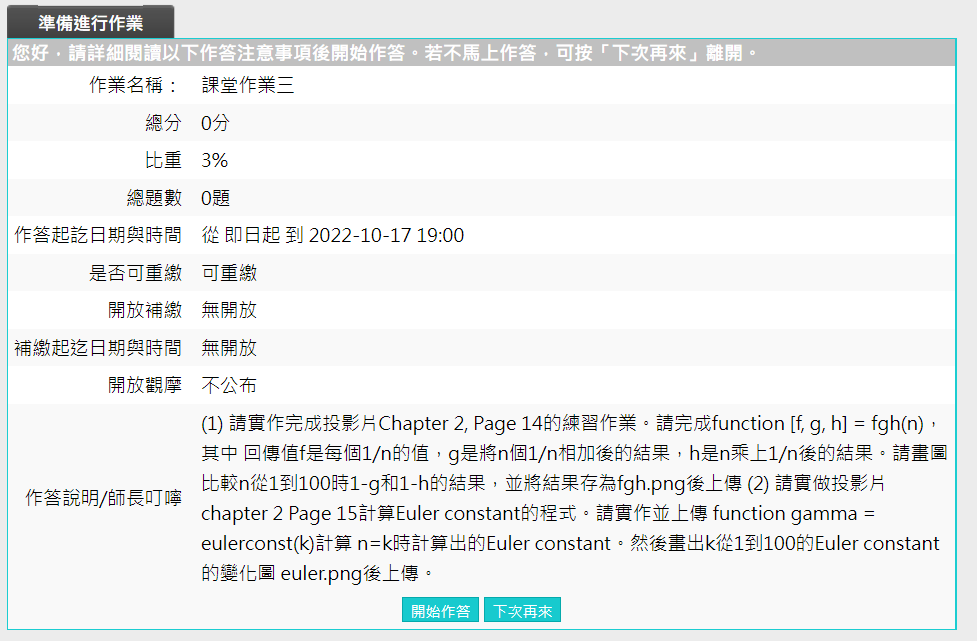 準備進行作業
您好，請詳細閱讀以下作答注意事項後開始作答。若不馬上作答，可按「下次再來」離開。
作業名稱： 課堂作業三
總分 0分
比重 3%
總題數 0題
作答起訖日期與時間 從 即日起 到 2022-10-17 19:00
是否可重繳 可重繳
開放補繳 無開放
補繳起迄日期與時間 無開放
開放觀摩 不公布
作答說明/師長叮嚀
(1) 請實作完成投影片Chapter 2, Page 14的練習作業。請完成function [f, g, h] = fgh(n)，
其中 回傳值f是每個1/n的值，g是將n個1/n相加後的結果，h是n乘上1/n後的結果。請畫圖
比較n從1到100時1-g和1-h的結果，並將結果存為fgh.png後上傳 (2) 請實做投影片
chapter 2 Page 15計算Euler constant的程式。請實作並上傳 function gamma =
eulerconst(k)計算 n=k時計算出的Euler constant。然後畫出k從1到100的Euler constant
的變化圖 euler.png後上傳。
開始作答 下次再來